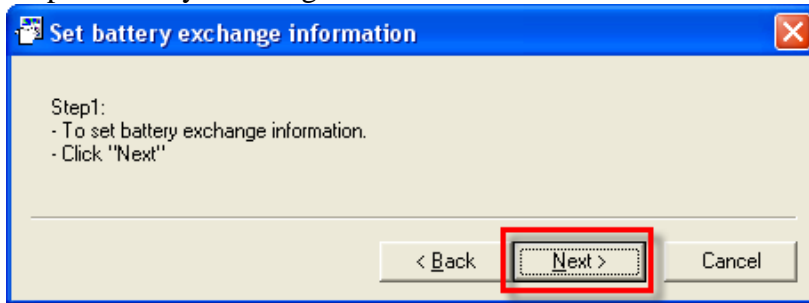 Set battery exchange information
Step1:
- To set battery exchange information.
- Click "Next"
< Back
Next >
Cancel